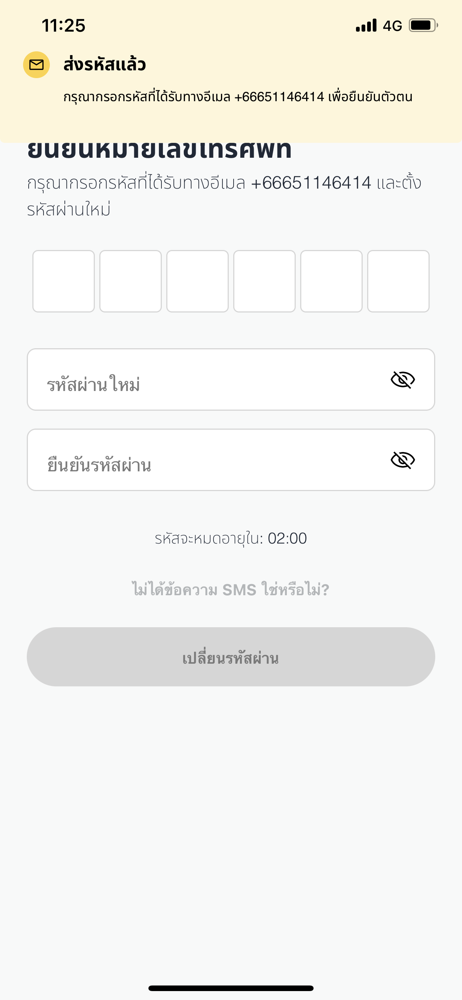 11:25
4G
ส่งรหัสแล้ว
กรุณากรอกรหัสที่ได้รับทางอีเมล +66651146414 เพื่อยืนยันตัวตน
ยืนยันหมายเลขโทรศัพท์
กรุณากรอกรหัสที่ได้รับทางอีเมล +66651146414 และตั้ง
รหัสผ่านใหม่
รหัสผ่านใหม่
ยืนยันรหัสผ่าน
รหัสจะหมดอายุใน: 02:00
ไม่ได้ข้อความ SMS ใช่หรือไม่?
เปลี่ยนรหัสผ่าน